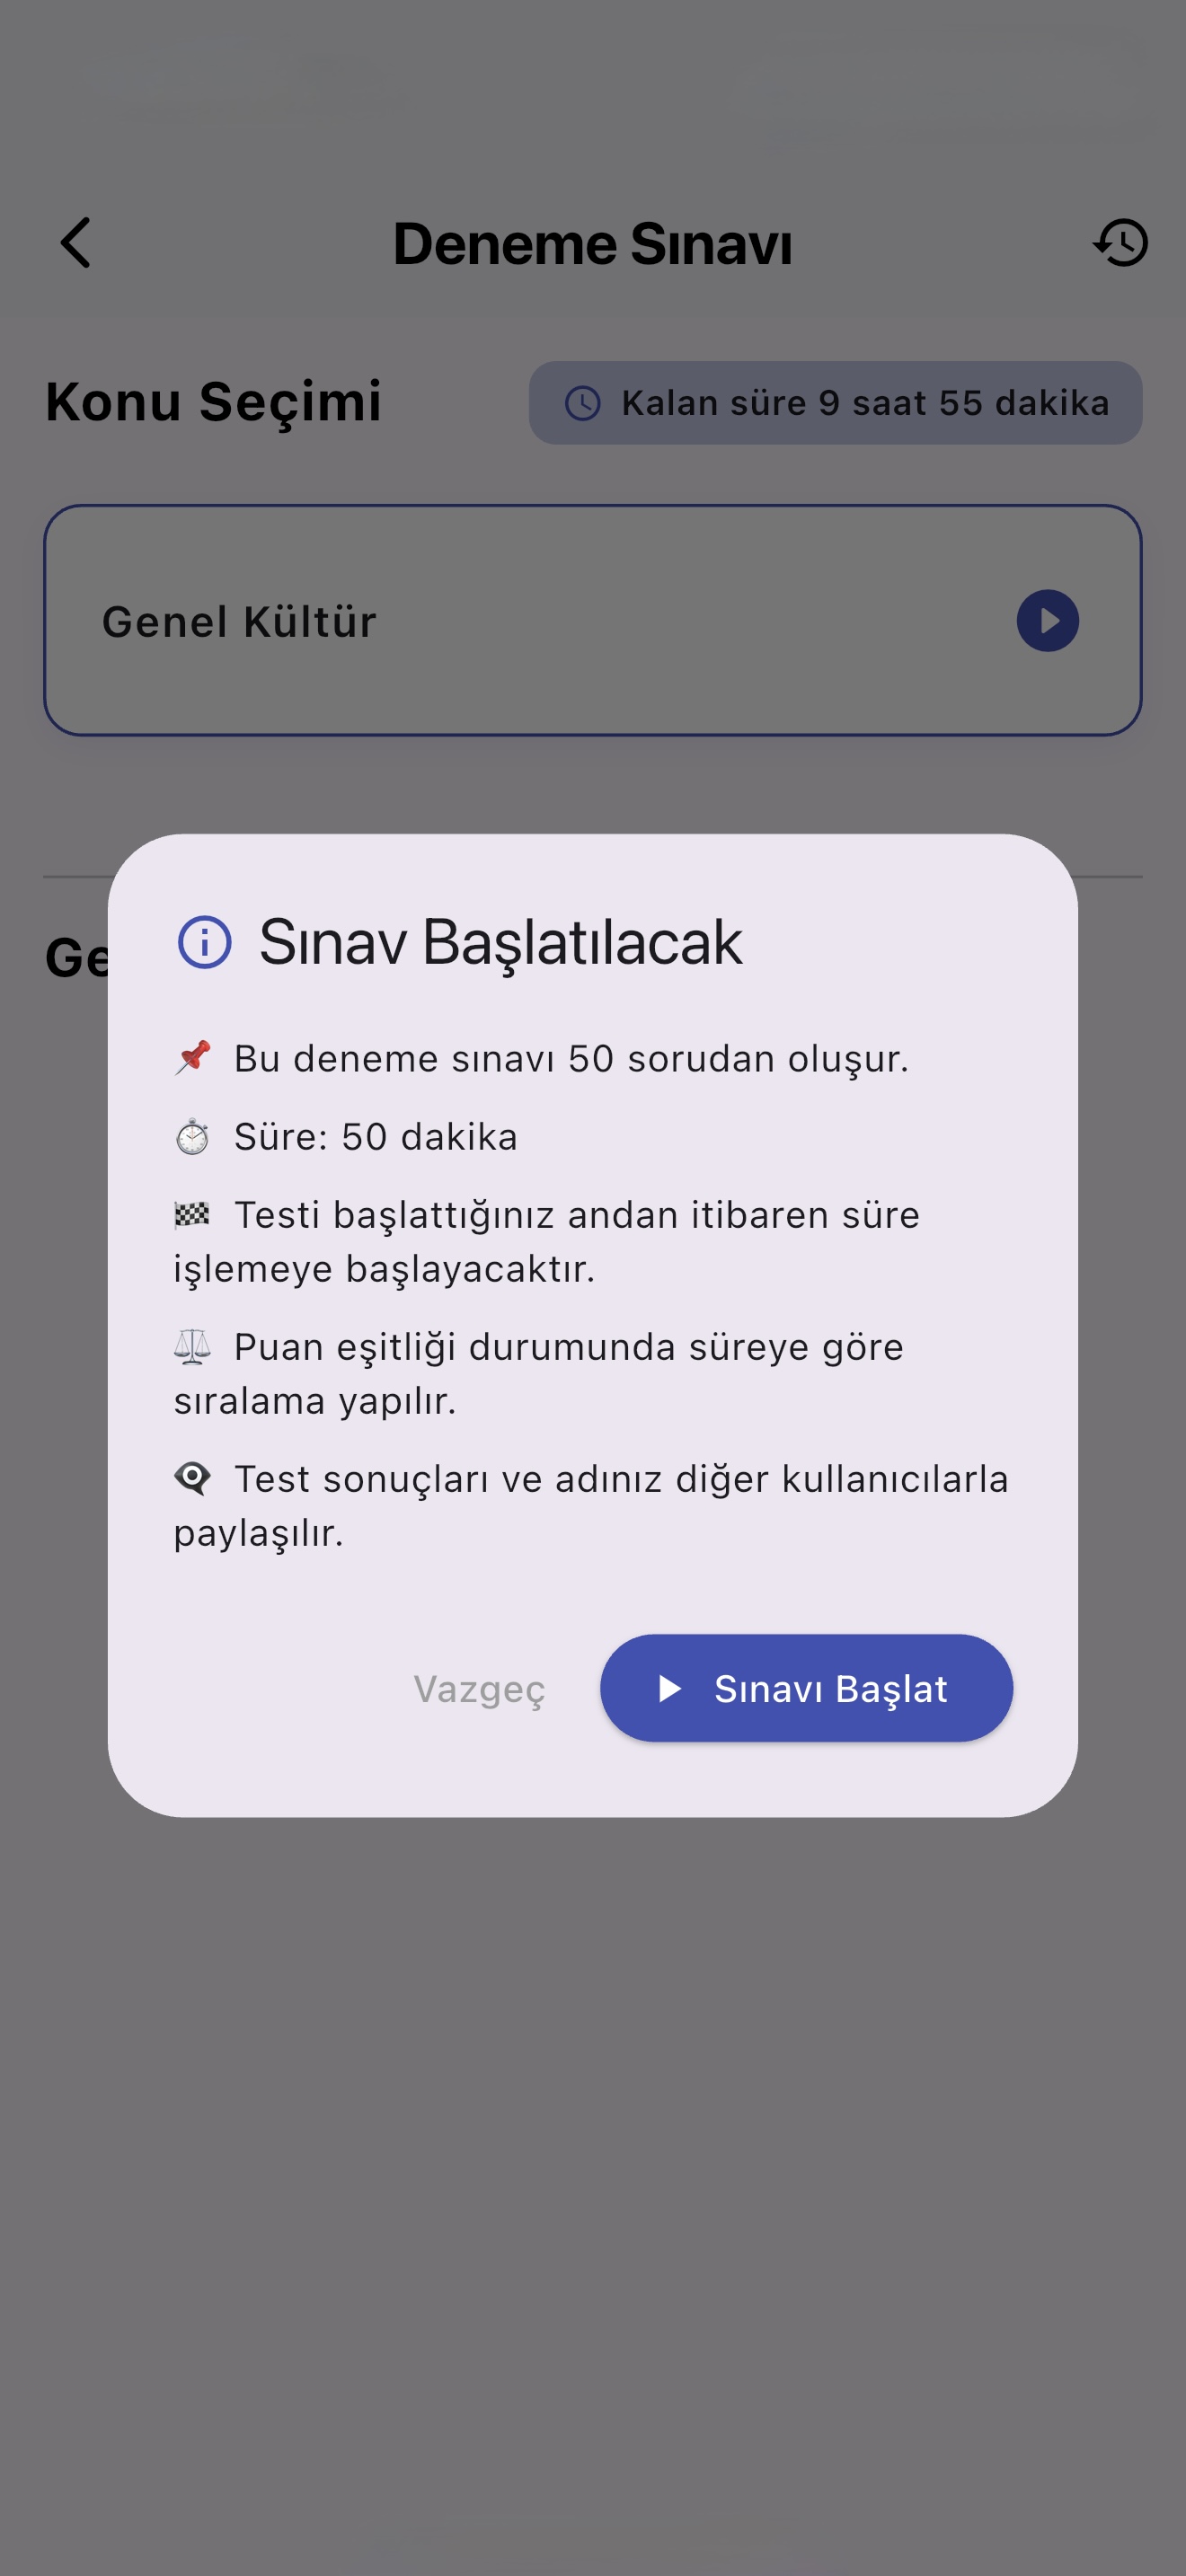 Deneme Sınavı
Konu Seçimi
Kalan süre 9 saat 55 dakika
Genel Kültür
Sınav Başlatılacak
📌 Bu deneme sınavı 50 sorudan oluşur.
⏱️ Süre: 50 dakika
🏁 Testi başlattığınız andan itibaren süre
işlemeye başlayacaktır.
⚖️ Puan eşitliği durumunda süreye göre
sıralama yapılır.
👁️‍🗨️ Test sonuçları ve adınız diğer kullanıcılarla
paylaşılır.
Vazgeç
Sınavı Başlat